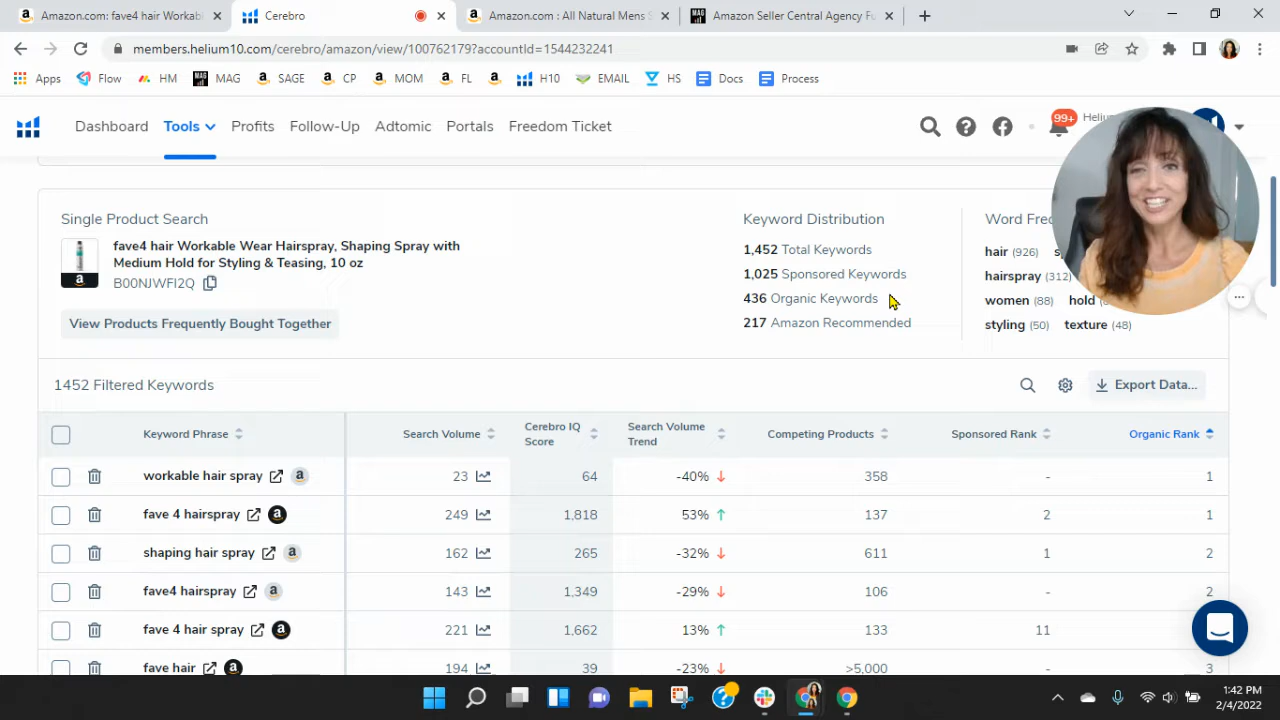 Amazon.com: fave4 hair Workab
Cerebro
Amazon.com : All Natural Mens S
MAG
Amazon Seller Central Agency Fu
members.helium10.com/cerebro/amazon/view/100762179?accountId=1544232241
Apps Flow HM MAG SAGE CP MOM FL H10 EMAIL HS Docs Process
Dashboard Tools Profits Follow-Up Adtomic Portals Freedom Ticket
99+
Helium
Single Product Search
fave4 hair Workable Wear Hairspray, Shaping Spray with
Medium Hold for Styling & Teasing, 10 oz
B00NJWFI2Q
View Products Frequently Bought Together
Keyword Distribution
1,452 Total Keywords
1,025 Sponsored Keywords
436 Organic Keywords
217 Amazon Recommended
Word Fre
hair (926)
hairspray (312)
women (88) hold
styling (50) texture (48)
1452 Filtered Keywords
Export Data...
Keyword Phrase Search Volume Cerebro IQ Score Search Volume Trend Competing Products Sponsored Rank Organic Rank
workable hair spray 23 64 -40% 358 - 1
fave 4 hairspray 249 1,818 53% 137 2 1
shaping hair spray 162 265 -32% 611 1 2
fave4 hairspray 143 1,349 -29% 106 - 2
fave 4 hair spray 221 1,662 13% 133 11 2
fave hair 194 39 -23% >5,000 - 3
1:42 PM
2/4/2022